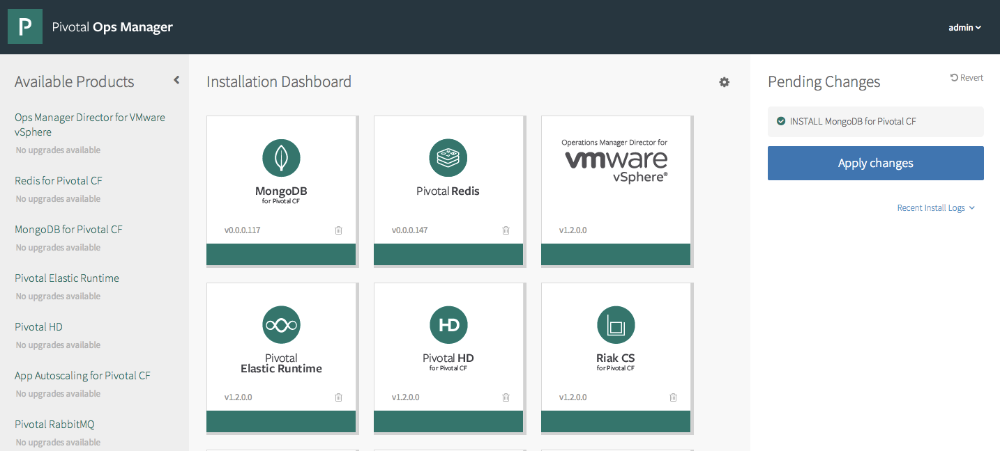 P
Pivotal Ops Manager
admin
Available Products
Ops Manager Director for VMware
vSphere
No upgrades available
Redis for Pivotal CF
No upgrades available
MongoDB for Pivotal CF
No upgrades available
Pivotal Elastic Runtime
No upgrades available
Pivotal HD
No upgrades available
App Autoscaling for Pivotal CF
No upgrades available
Pivotal RabbitMQ
No upgrades available
Installation Dashboard
MongoDB
for Pivotal CF
v0.0.0.117
Pivotal Redis
v0.0.0.147
Operations Manager Director for
vmware
vSphere®
v1.2.0.0
Pivotal
Elastic Runtime
v1.2.0.0
HD
Pivotal HD
for Pivotal CF
v1.2.0.0
Riak CS
for Pivotal CF
v1.2.0.0
Pending Changes
Revert
INSTALL MongoDB for Pivotal CF
Apply changes
Recent Install Logs